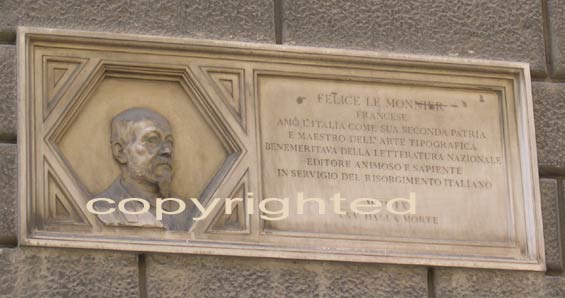 FELICE LE MONNIER
FRANCESE
AMÒ L'ITALIA COME SUA SECONDA PATRIA
E MAESTRO DELL'ARTE TIPOGRAFICA
BENEMERITAVA DELLA LETTERATURA NAZIONALE
EDITORE ANIMOSO E SAPIENTE
IN SERVIGIO DEL RISORGIMENTO ITALIANO
DALLA MORTE
copyrighted